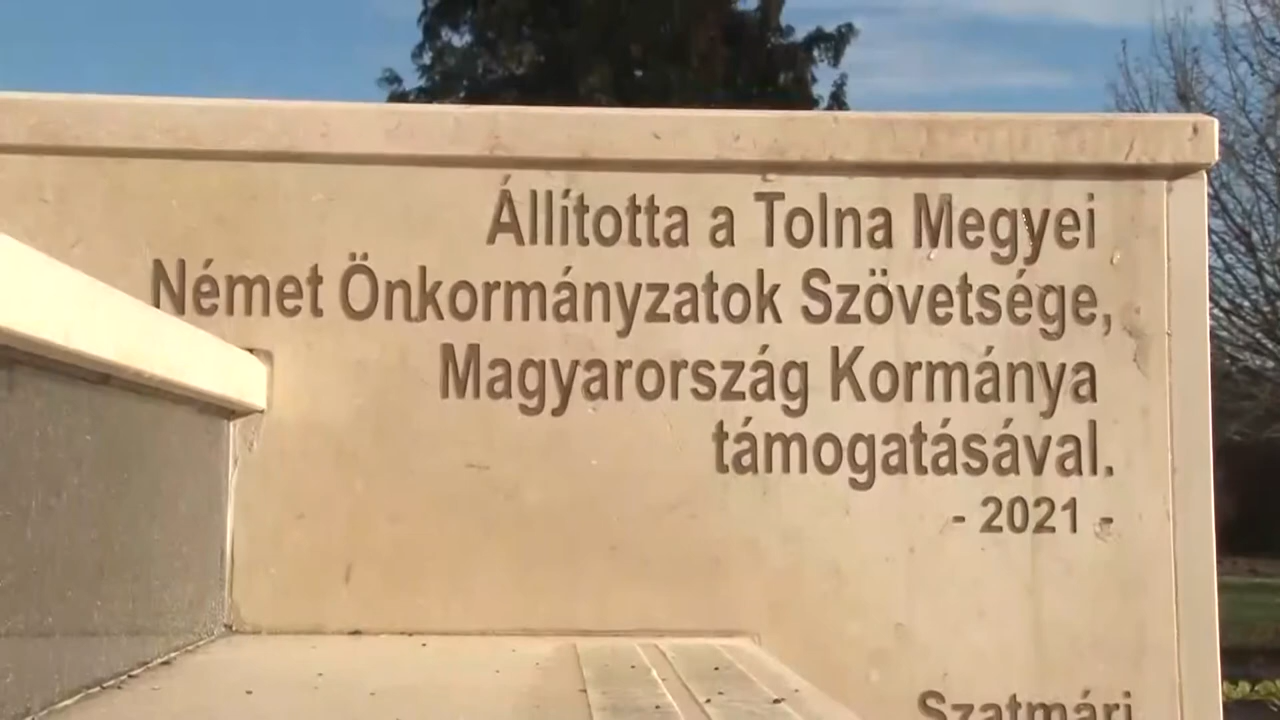 Állította a Tolna Megyei
Német Önkormányzatok Szövetsége,
Magyarország Kormánya
támogatásával.
- 2021 -
Szatmári